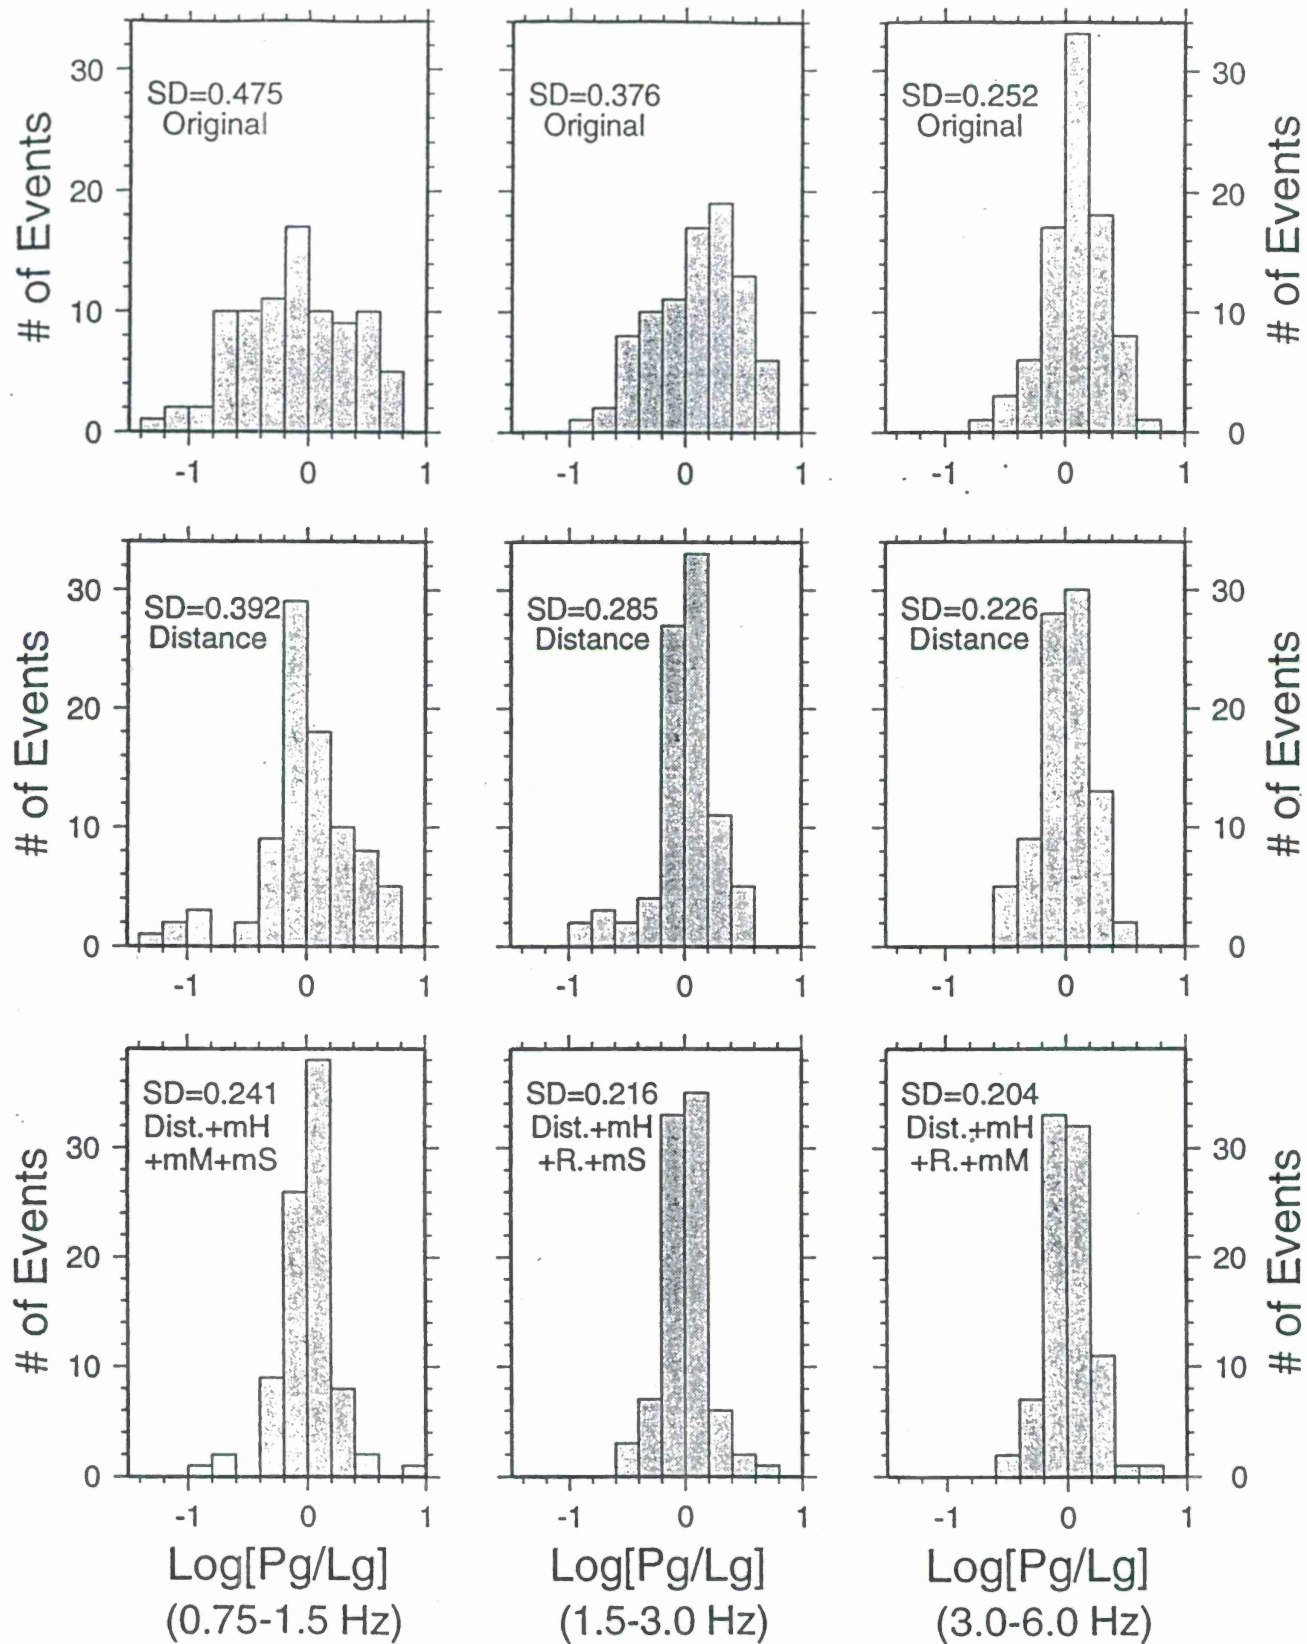 # of Events
30
20
10
0
SD=0.475
Original
-1 0 1
SD=0.376
Original
-1 0 1
SD=0.252
Original
-1 0 1
30
20
10
0
# of Events
# of Events
30
20
10
0
SD=0.392
Distance
-1 0 1
SD=0.285
Distance
-1 0 1
SD=0.226
Distance
-1 0 1
30
20
10
0
# of Events
# of Events
30
20
10
0
SD=0.241
Dist.+mH
+mM+mS
-1 0 1
Log[Pg/Lg]
(0.75-1.5 Hz)
SD=0.216
Dist.+mH
+R.+mS
-1 0 1
Log[Pg/Lg]
(1.5-3.0 Hz)
SD=0.204
Dist.+mH
+R.+mM
-1 0 1
Log[Pg/Lg]
(3.0-6.0 Hz)
30
20
10
0
# of Events